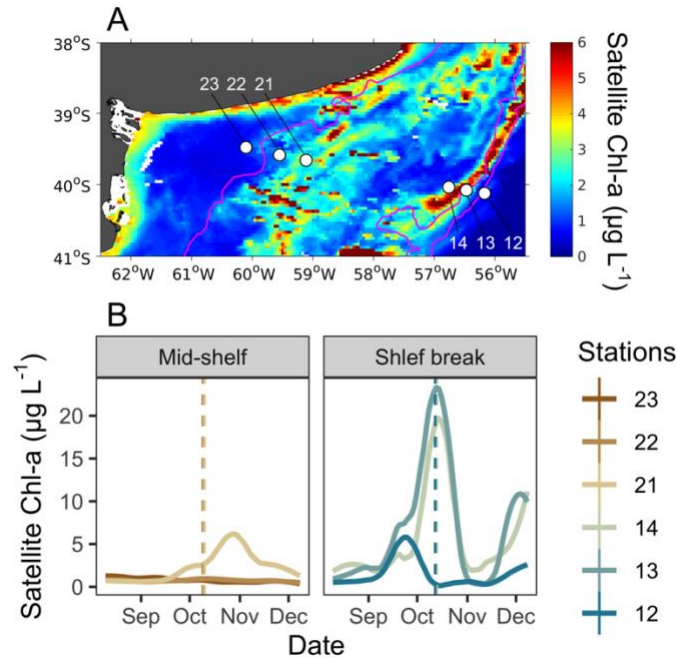 A
38°S
39°S
40°S
41°S
62°W 61°W 60°W 59°W 58°W 57°W 56°W
23 22 21
14 13 12
6
5
4
3
2
1
0
Satellite Chl-a (µg L⁻¹)
B
Mid-shelf
Shlef break
Satellite Chl-a (µg L⁻¹)
20
15
10
5
0
Sep Oct Nov Dec
Sep Oct Nov Dec
Date
Stations
23
22
21
14
13
12